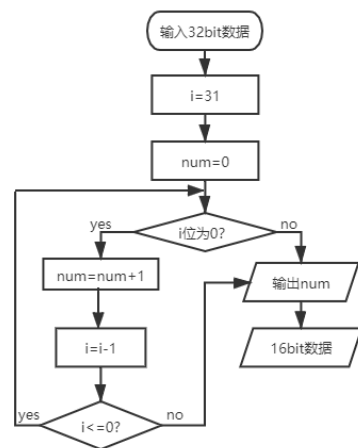 输入32bit数据
i=31
num=0
i位为0?
yes
no
num=num+1
输出num
i=i-1
16bit数据
i<=0?
yes
no